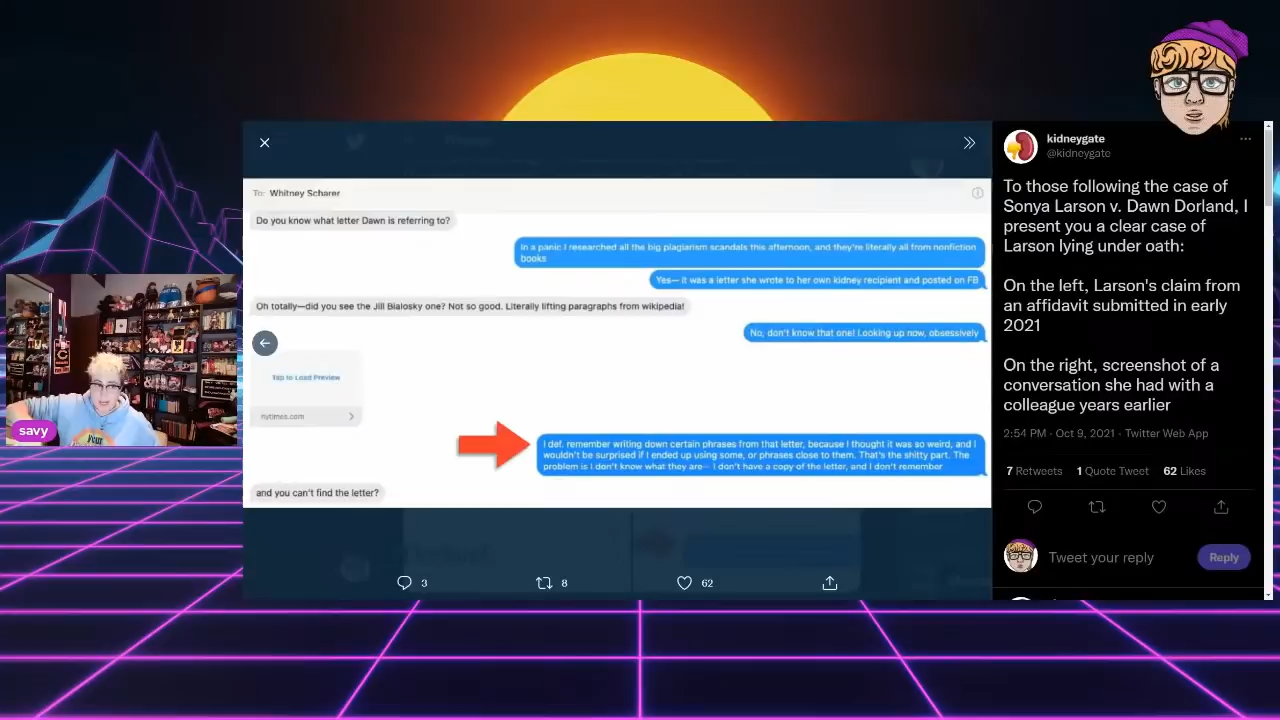 To: Whitney Scharer
Do you know what letter Dawn is referring to?
In a panic I researched all the big plagiarism scandals this afternoon, and they're literally all from nonfiction
books
Yes— it was a letter she wrote to her own kidney recipient and posted on FB
Oh totally—did you see the Jill Bialosky one? Not so good. Literally lifting paragraphs from wikipedia!
No, don't know that one! Looking up now, obsessively
Tap to Load Preview
nytimes.com
I def. remember writing down certain phrases from that letter, because I thought it was so weird, and I
wouldn't be surprised if I ended up using some, or phrases close to them. That's the shitty part. The
problem is I don't know what they are— I don't have a copy of the letter, and I don't remember
and you can't find the letter?
3
8
62
savy
kidneygate
@kidneygate
To those following the case of
Sonya Larson v. Dawn Dorland, I
present you a clear case of
Larson lying under oath:
On the left, Larson's claim from
an affidavit submitted in early
2021
On the right, screenshot of a
conversation she had with a
colleague years earlier
2:54 PM · Oct 9, 2021 · Twitter Web App
7 Retweets 1 Quote Tweet 62 Likes
Tweet your reply
Reply